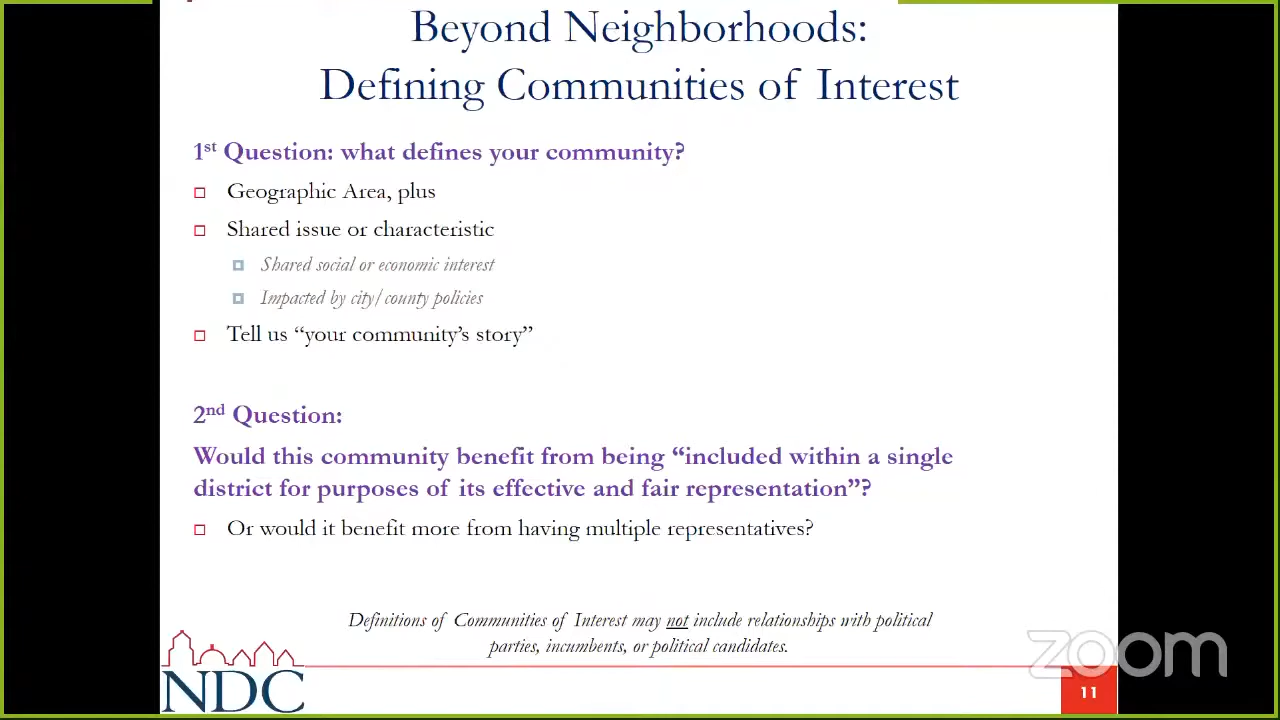 Beyond Neighborhoods:
Defining Communities of Interest
1st Question: what defines your community?
Geographic Area, plus
Shared issue or characteristic
Shared social or economic interest
Impacted by city/county policies
Tell us “your community’s story”
2nd Question:
Would this community benefit from being “included within a single
district for purposes of its effective and fair representation”?
Or would it benefit more from having multiple representatives?
Definitions of Communities of Interest may not include relationships with political
parties, incumbents, or political candidates.
zoom
NDC
11